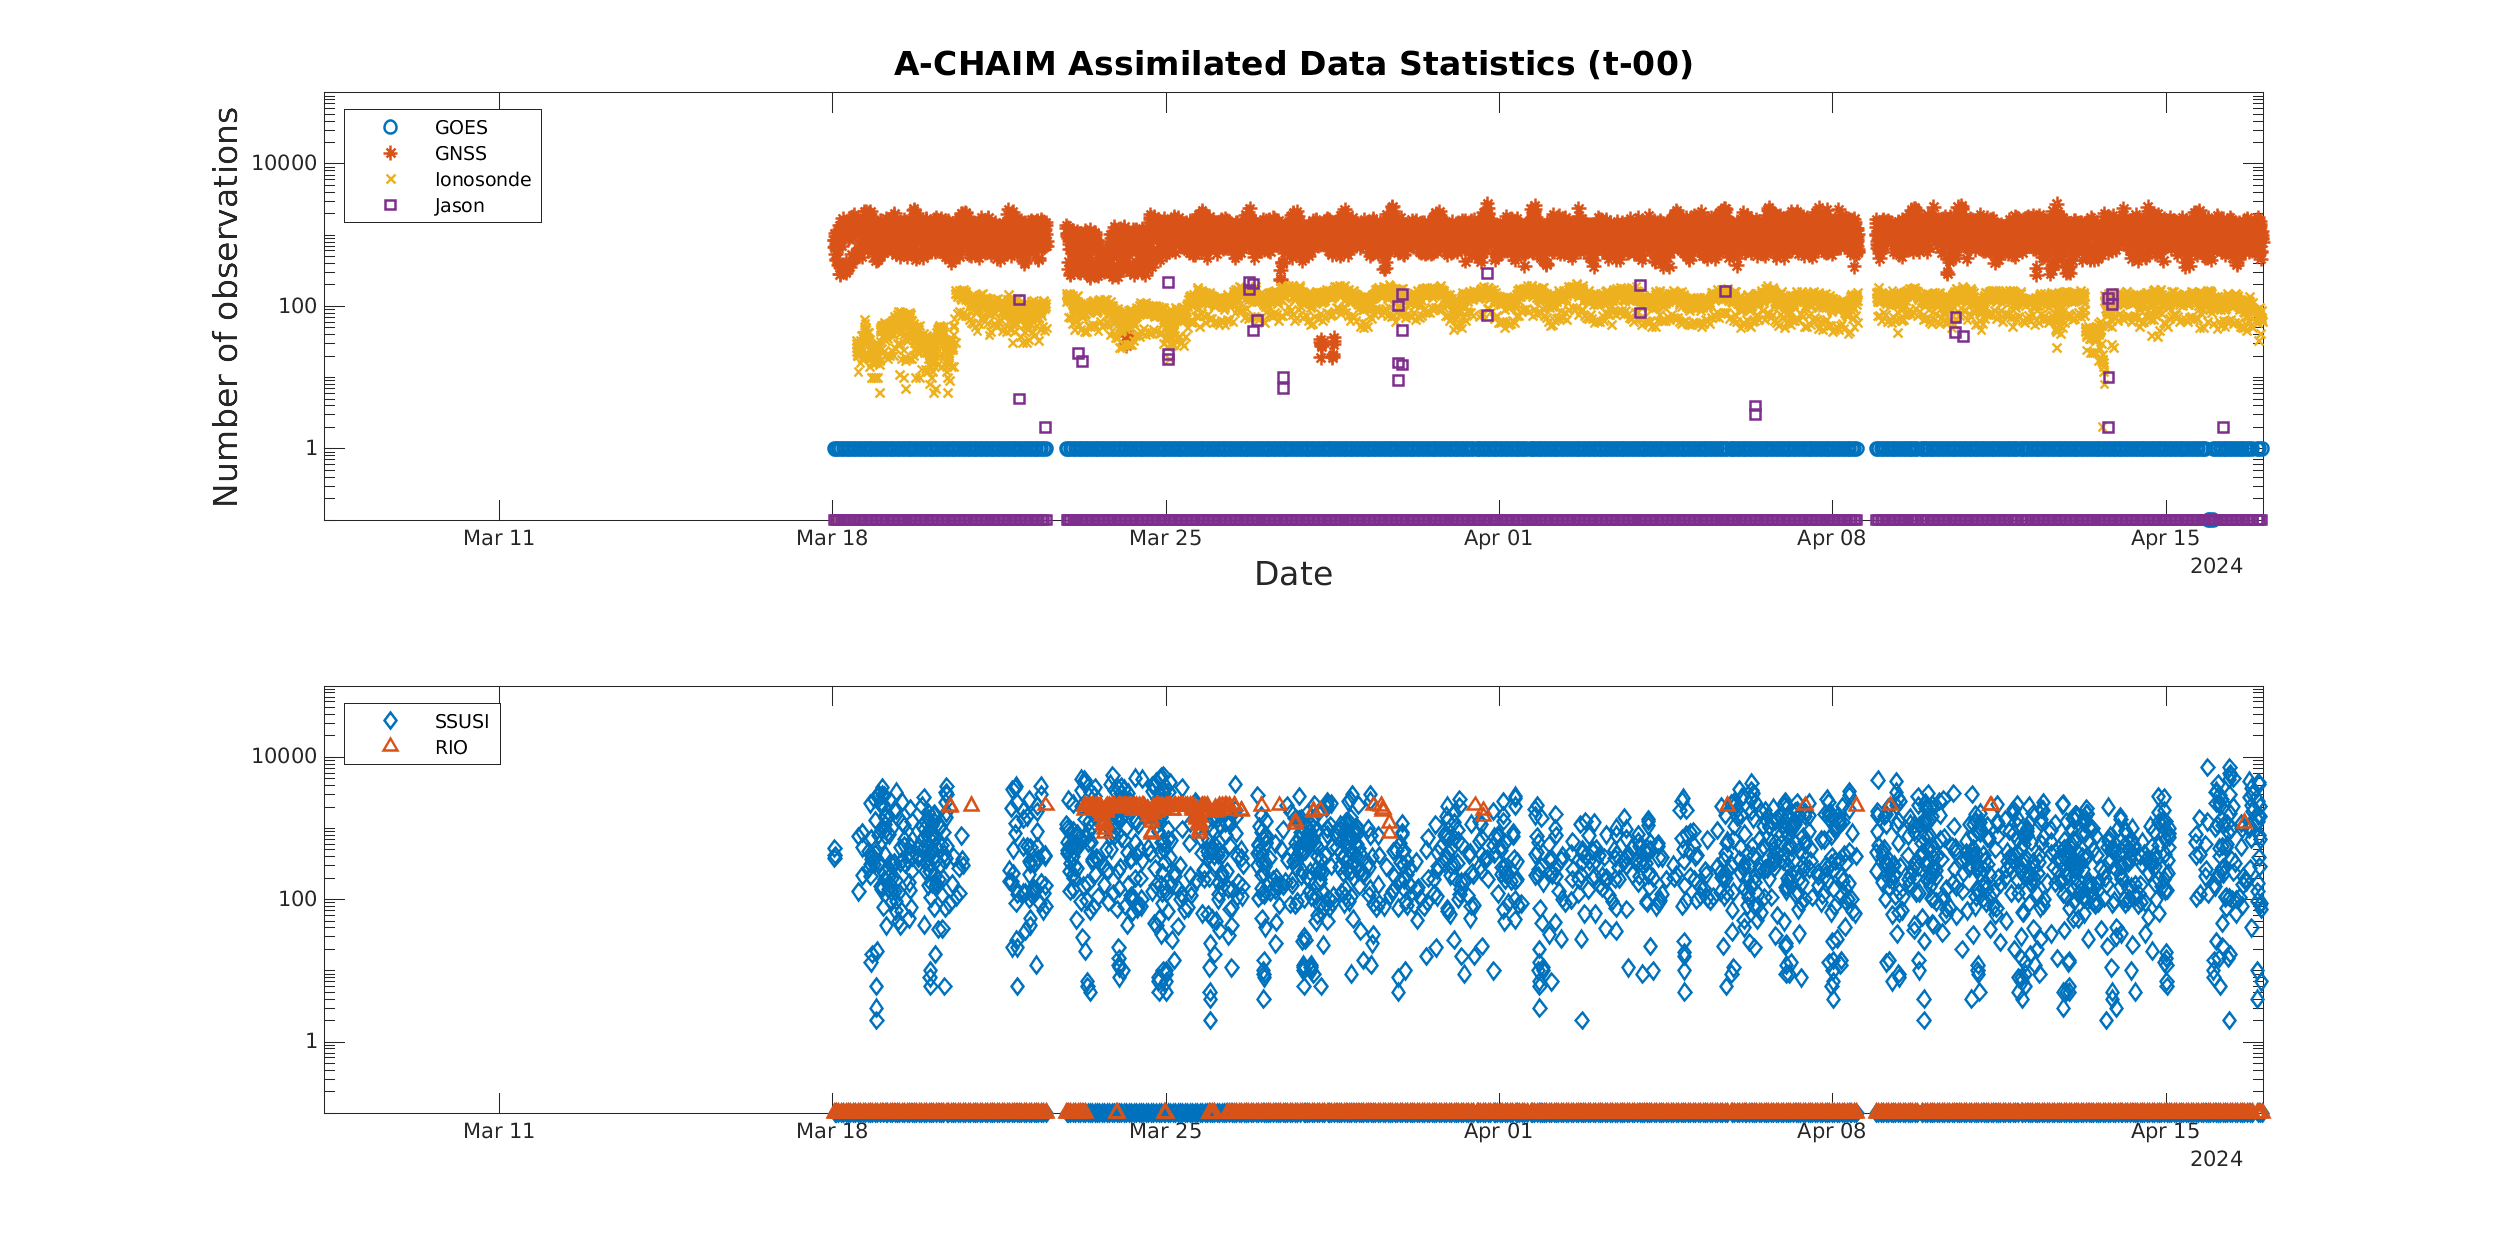 A-CHAIM Assimilated Data Statistics (t-00)
Number of observations
10000
100
1
GOES
GNSS
Ionosonde
Jason
Mar 11
Mar 18
Mar 25
Apr 01
Apr 08
Apr 15
2024
Date
10000
100
1
SSUSI
RIO
Mar 11
Mar 18
Mar 25
Apr 01
Apr 08
Apr 15
2024